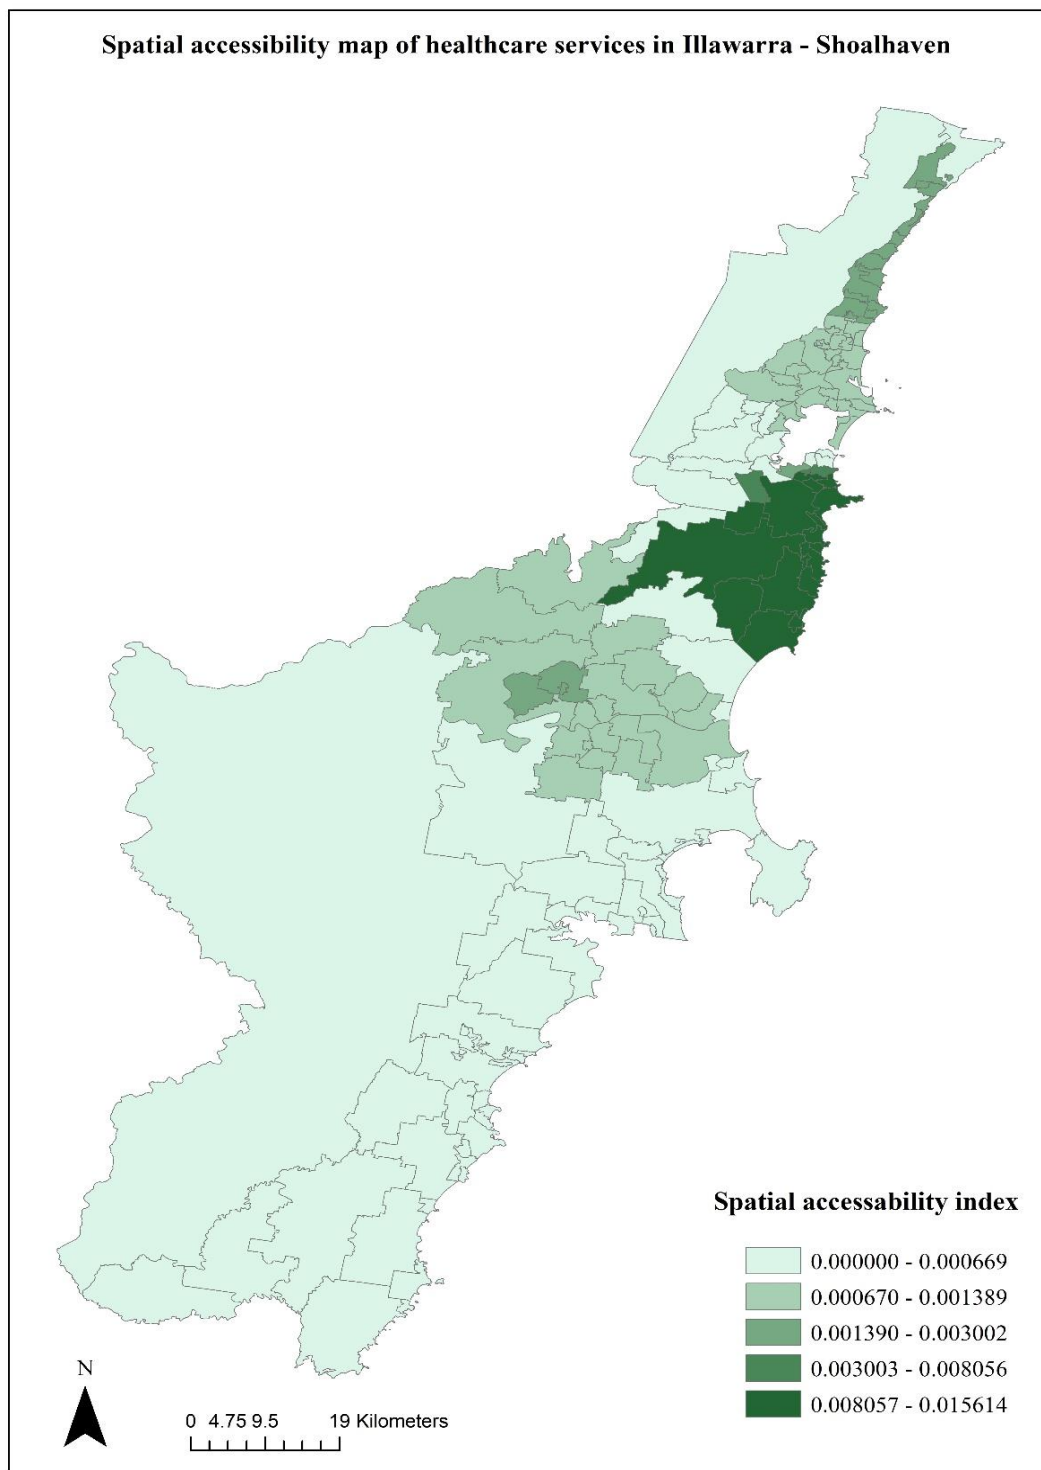 Spatial accessibility map of healthcare services in Illawarra - Shoalhaven
Spatial accessability index
0.000000 - 0.000669
0.000670 - 0.001389
0.001390 - 0.003002
0.003003 - 0.008056
0.008057 - 0.015614
N
0 4.75 9.5 19 Kilometers